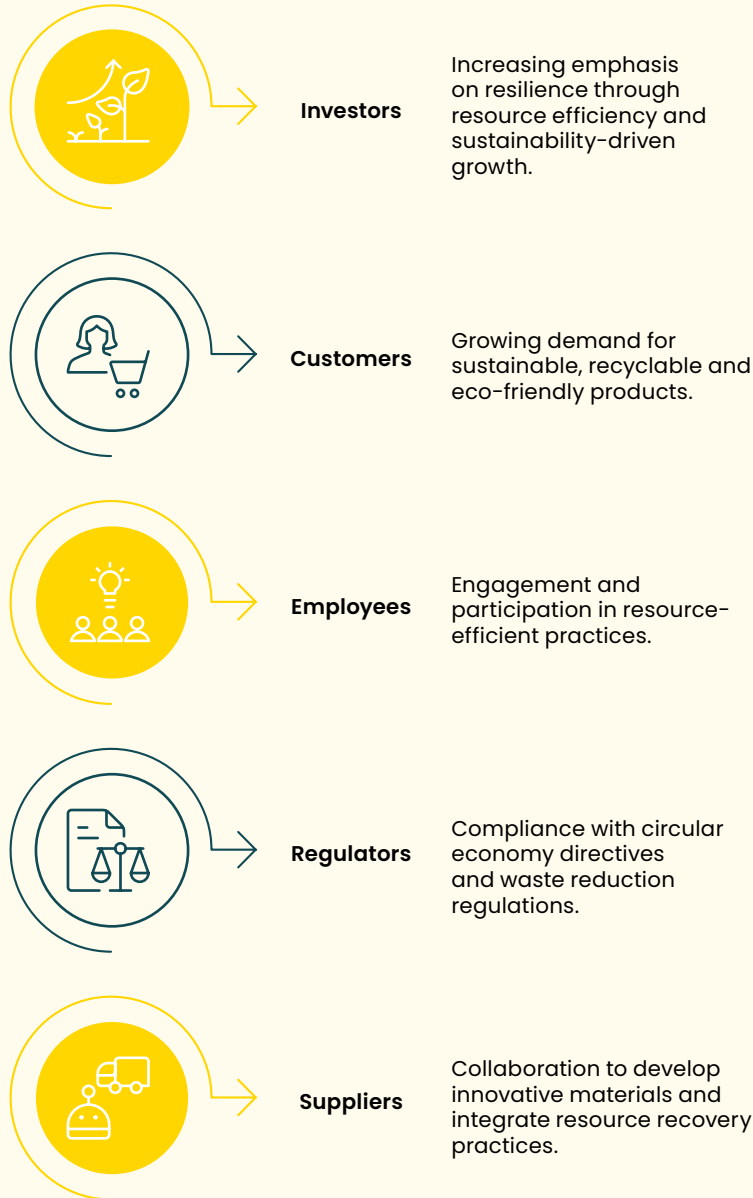 Investors
Increasing emphasis
on resilience through
resource efficiency and
sustainability-driven
growth.
Customers
Growing demand for
sustainable, recyclable and
eco-friendly products.
Employees
Engagement and
participation in resource-
efficient practices.
Regulators
Compliance with circular
economy directives
and waste reduction
regulations.
Suppliers
Collaboration to develop
innovative materials and
integrate resource recovery
practices.